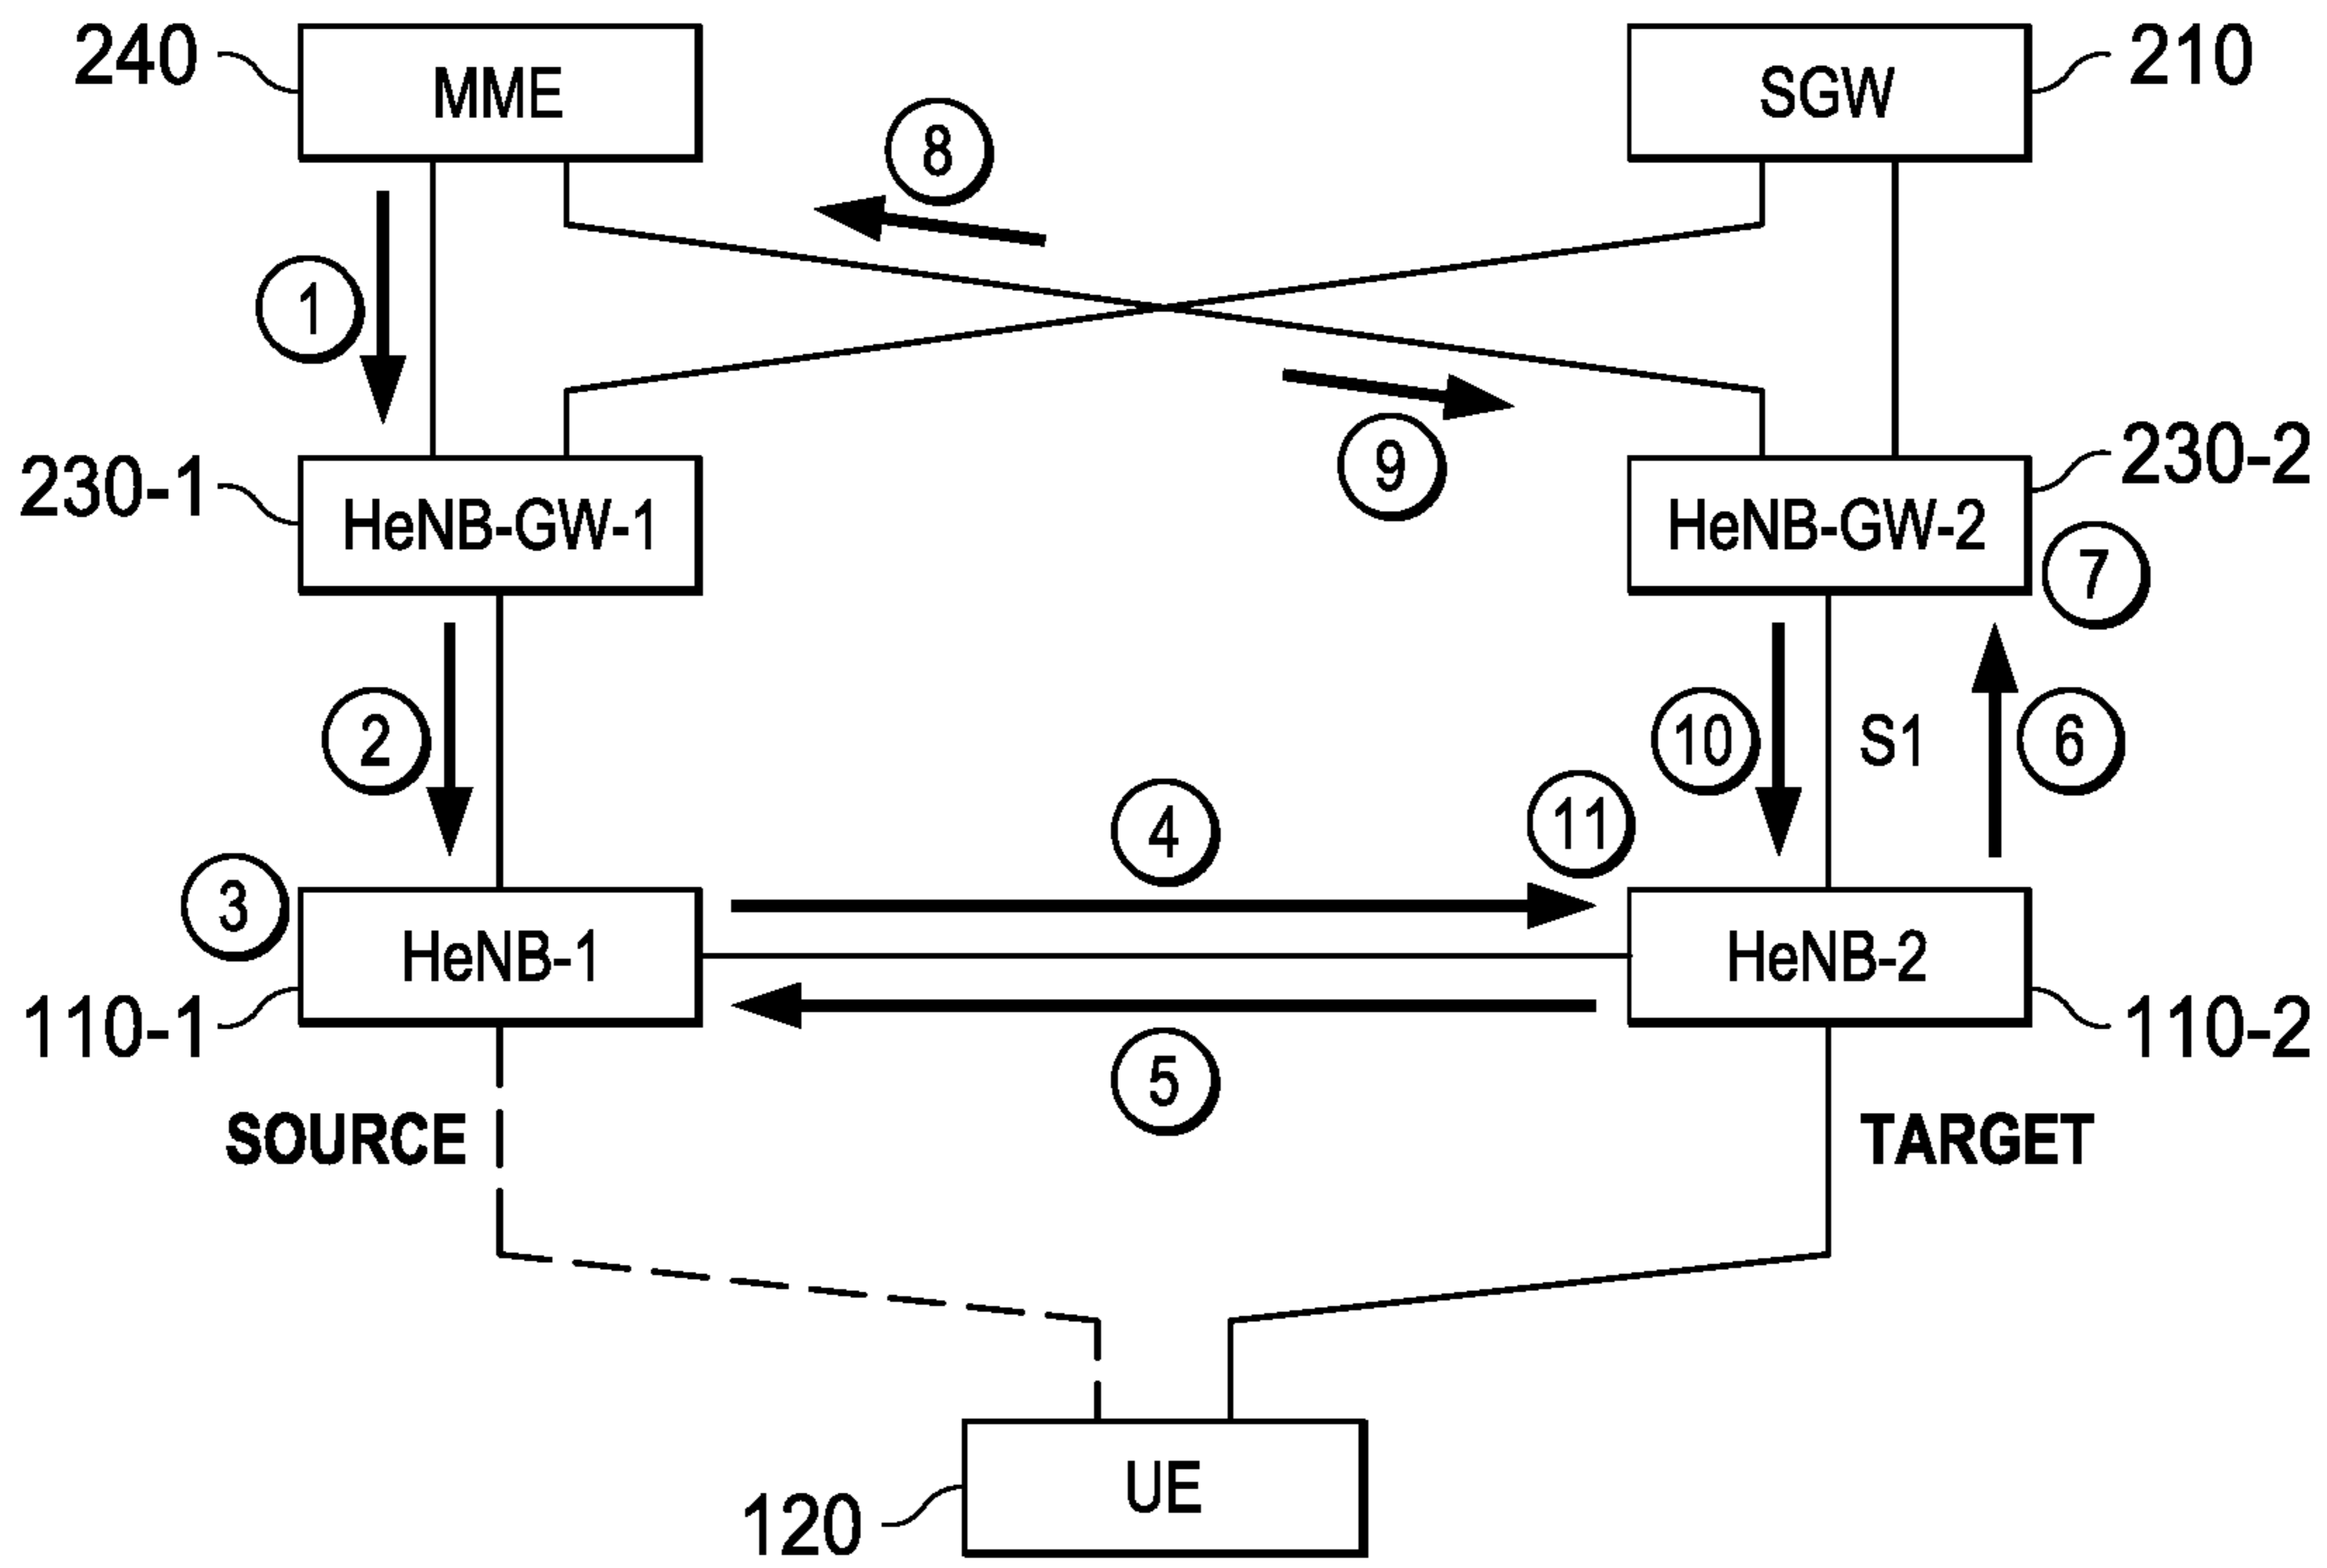 240
MME
SGW
210
8
1
9
230-1
HeNB-GW-1
HeNB-GW-2
230-2
7
2
10
S1
6
4
11
3
HeNB-1
HeNB-2
110-1
110-2
5
SOURCE
TARGET
UE
120